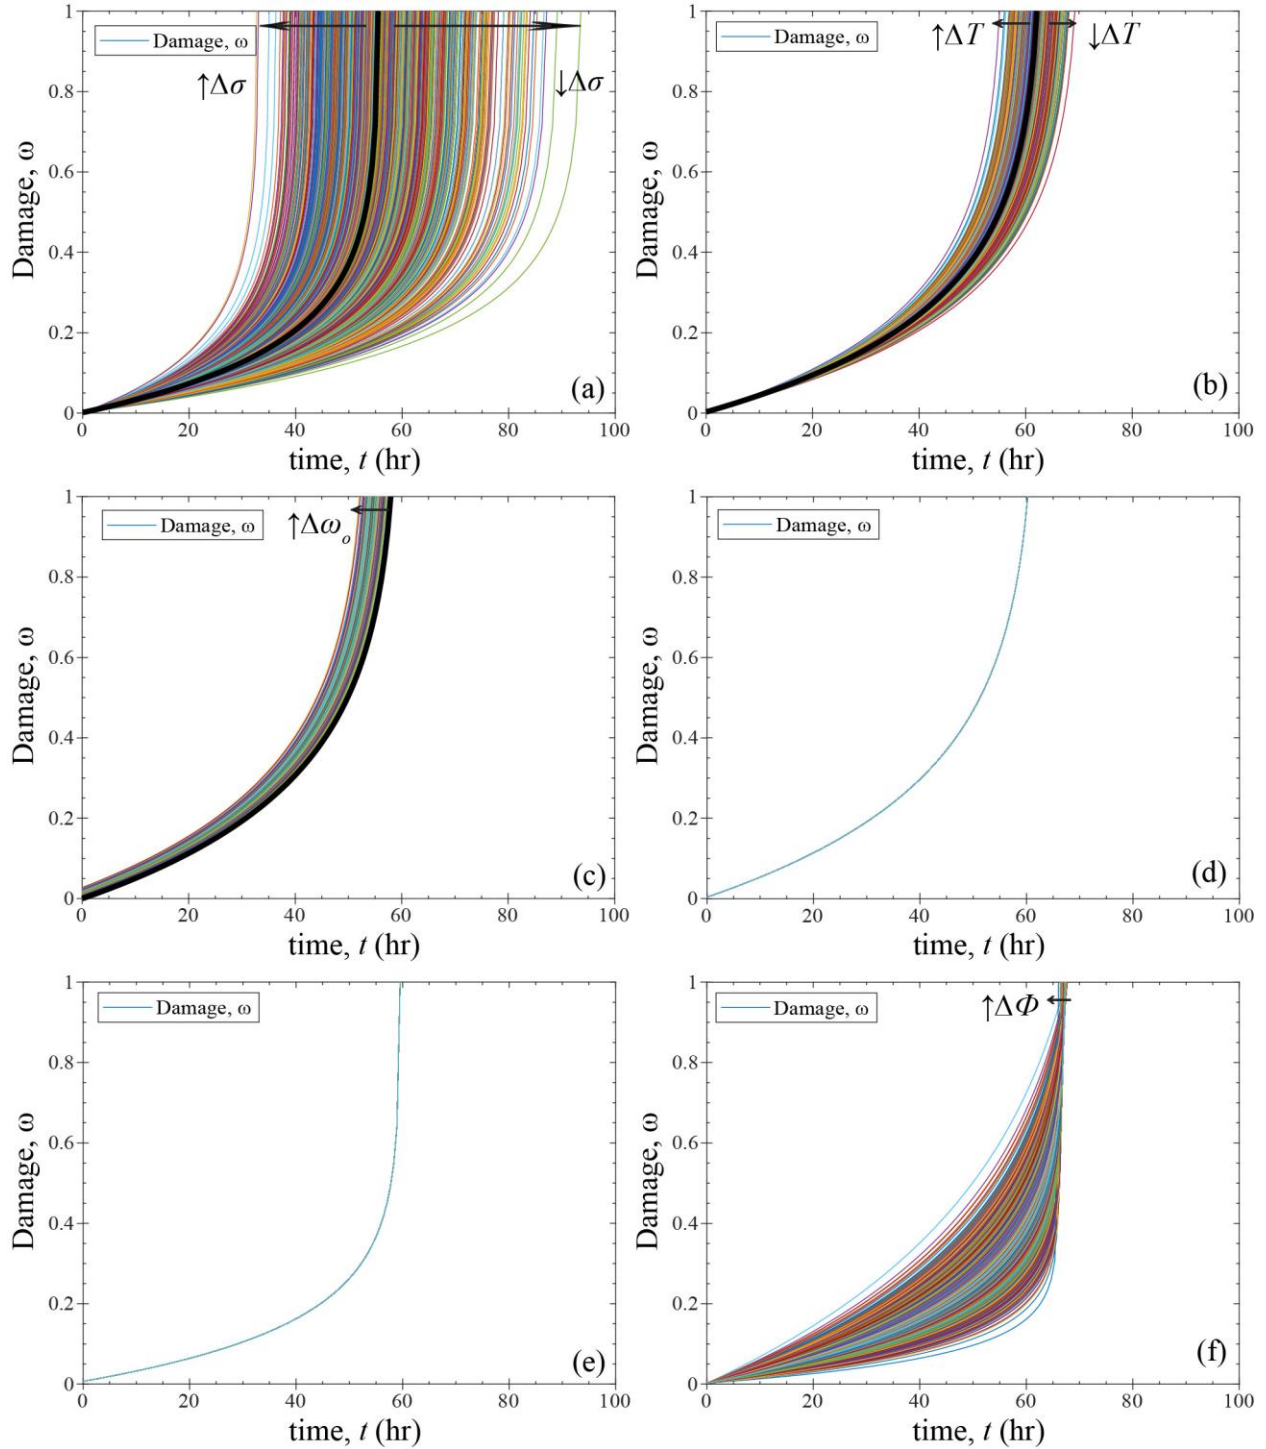 1
Damage, ω
↑Δσ
↓Δσ
0.8
0.6
0.4
0.2
0
Damage, ω
(a)
0 20 40 60 80 100
time, t (hr)
1
Damage, ω
↑ΔT
↓ΔT
0.8
0.6
0.4
0.2
0
Damage, ω
(b)
0 20 40 60 80 100
time, t (hr)
1
Damage, ω
↑Δωₒ
0.8
0.6
0.4
0.2
0
Damage, ω
(c)
0 20 40 60 80 100
time, t (hr)
1
Damage, ω
0.8
0.6
0.4
0.2
0
Damage, ω
(d)
0 20 40 60 80 100
time, t (hr)
1
Damage, ω
0.8
0.6
0.4
0.2
0
Damage, ω
(e)
0 20 40 60 80 100
time, t (hr)
1
Damage, ω
↑ΔΦ
0.8
0.6
0.4
0.2
0
Damage, ω
(f)
0 20 40 60 80 100
time, t (hr)